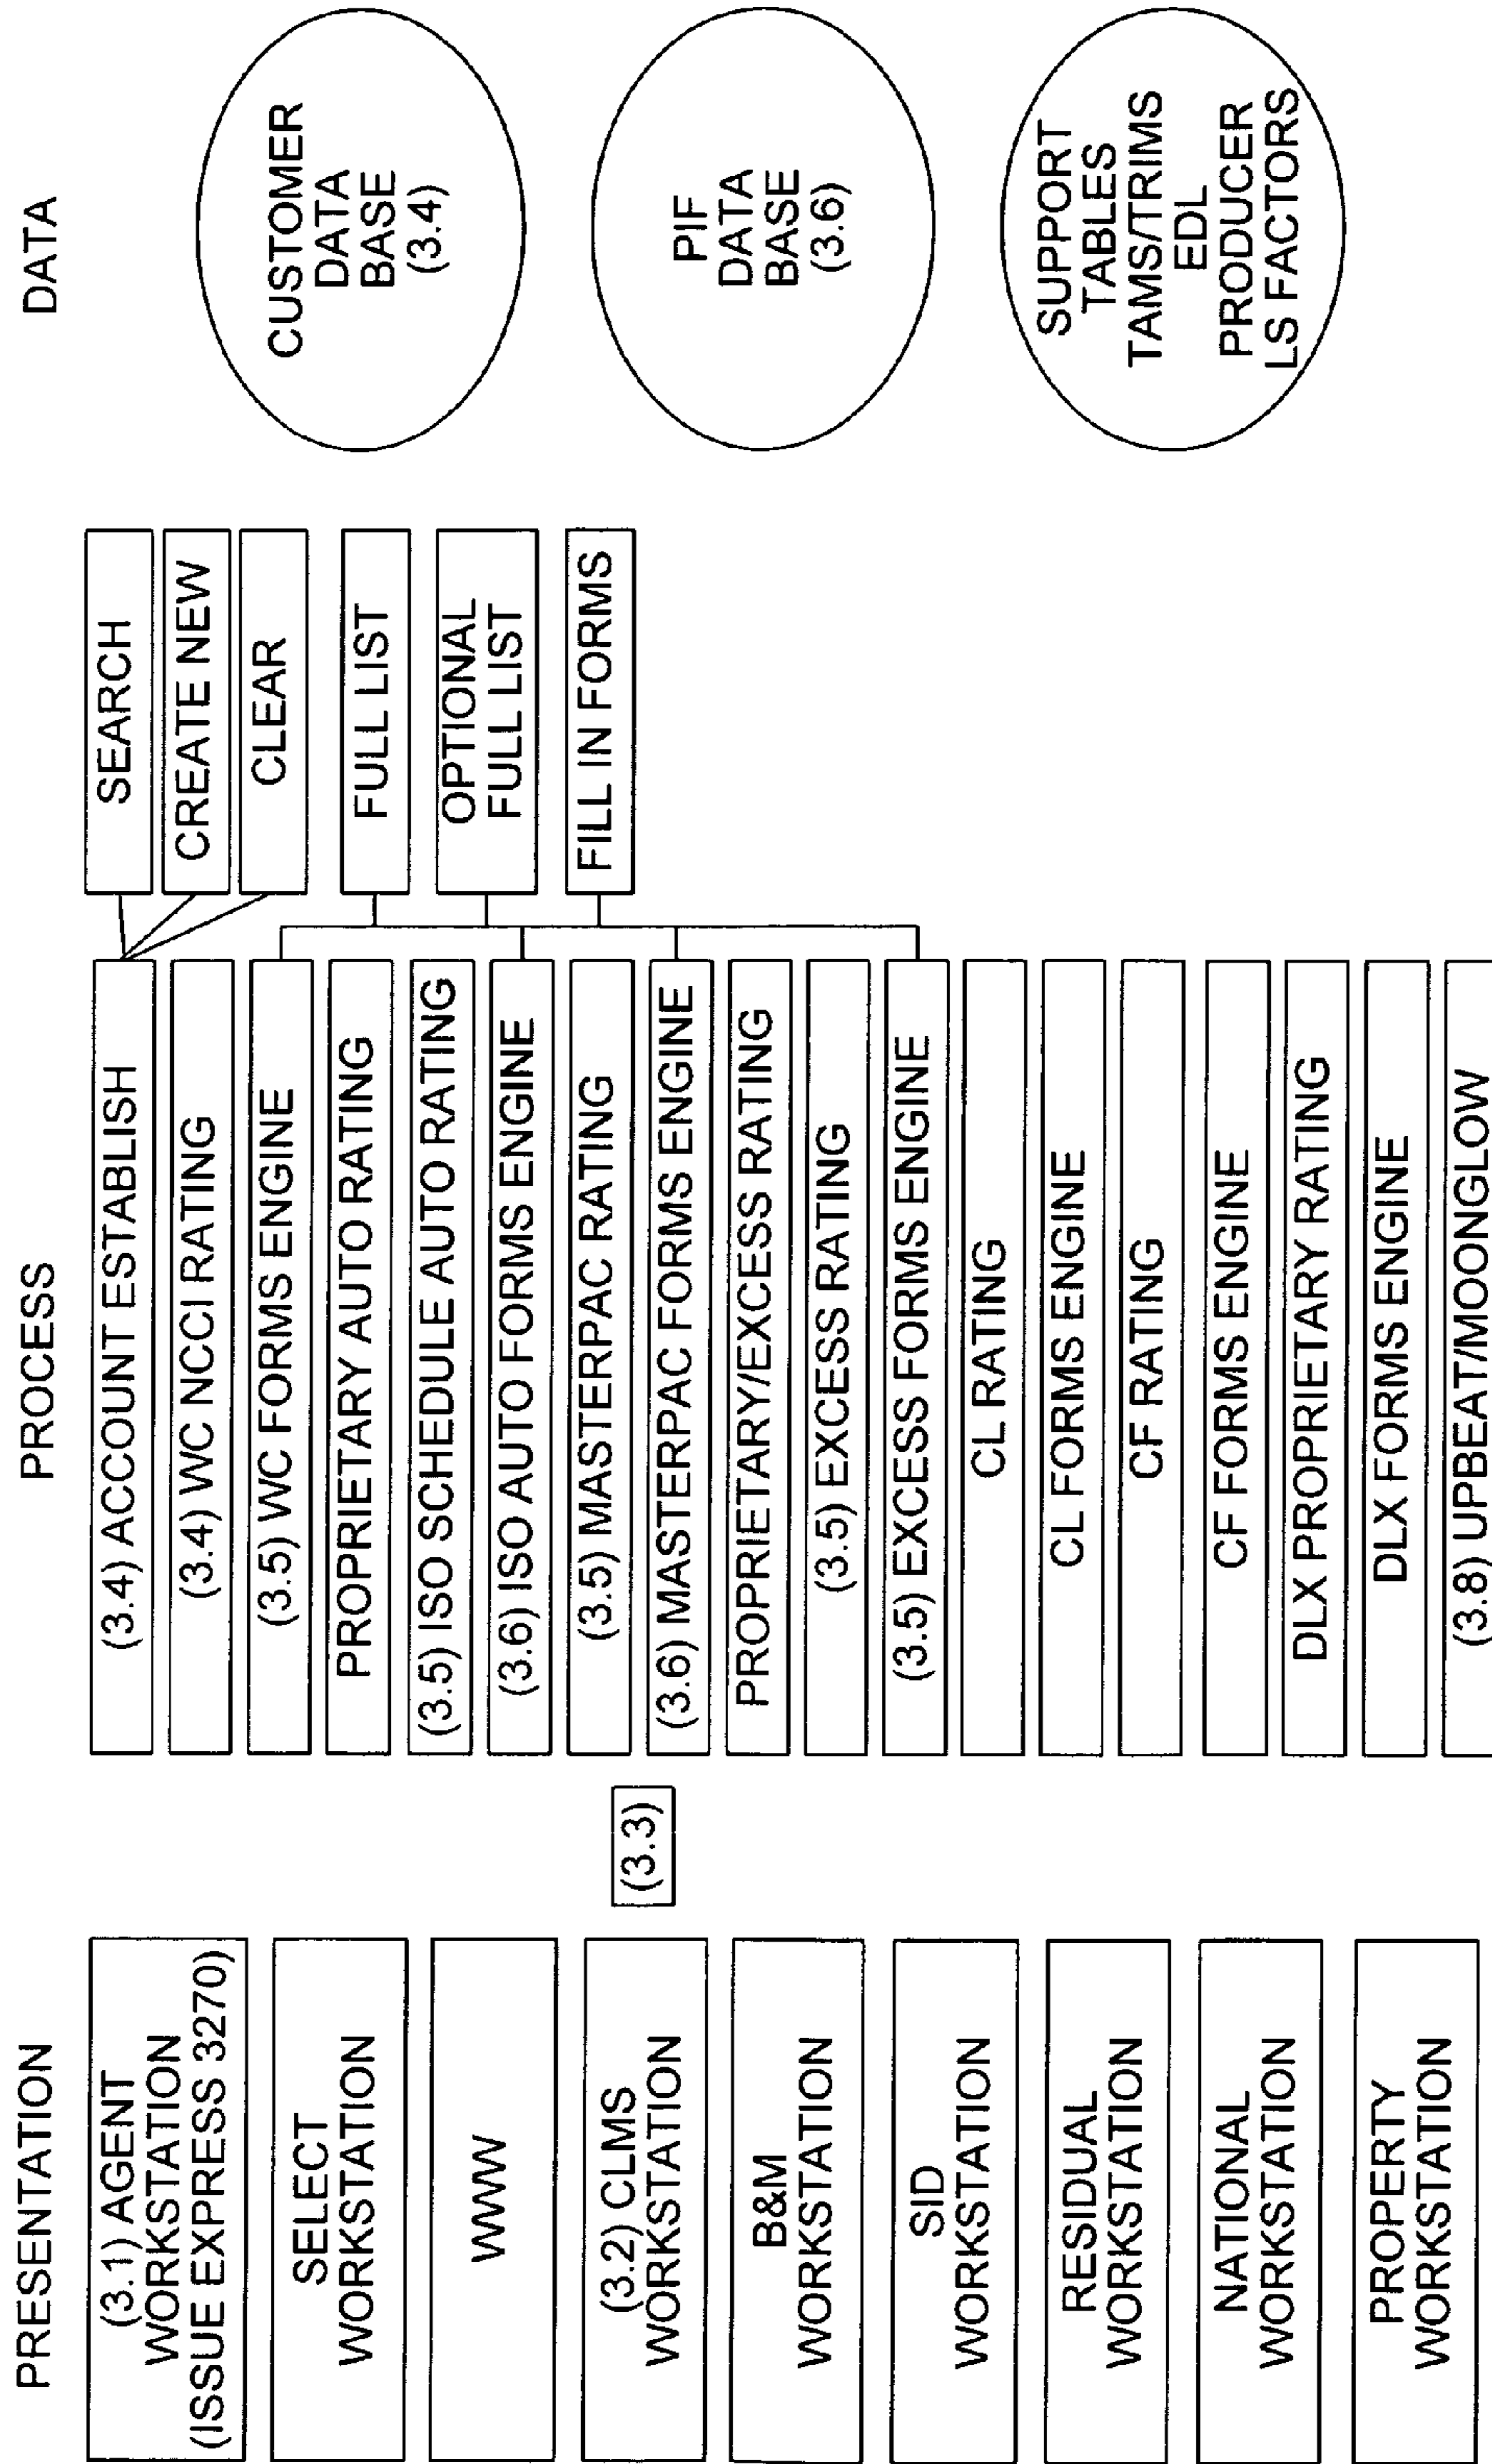 PRESENTATION
(3.1) AGENT
WORKSTATION
(ISSUE EXPRESS 3270)
SELECT
WORKSTATION
WWW
(3.2) CLMS
WORKSTATION
B&M
WORKSTATION
SID
WORKSTATION
RESIDUAL
WORKSTATION
NATIONAL
WORKSTATION
PROPERTY
WORKSTATION
(3.3)
PROCESS
(3.4) ACCOUNT ESTABLISH
(3.4) WC NCCI RATING
(3.5) WC FORMS ENGINE
PROPRIETARY AUTO RATING
(3.5) ISO SCHEDULE AUTO RATING
(3.6) ISO AUTO FORMS ENGINE
(3.5) MASTERPAC RATING
(3.6) MASTERPAC FORMS ENGINE
PROPRIETARY/EXCESS RATING
(3.5) EXCESS RATING
(3.5) EXCESS FORMS ENGINE
CL RATING
CL FORMS ENGINE
CF RATING
CF FORMS ENGINE
DLX PROPRIETARY RATING
DLX FORMS ENGINE
(3.8) UPBEAT/MOONGLOW
SEARCH
CREATE NEW
CLEAR
FULL LIST
OPTIONAL
FULL LIST
FILL IN FORMS
DATA
CUSTOMER
DATA
BASE
(3.4)
PIF
DATA
BASE
(3.6)
SUPPORT
TABLES
TAMS/TRIMS
EDL
PRODUCER
LS FACTORS